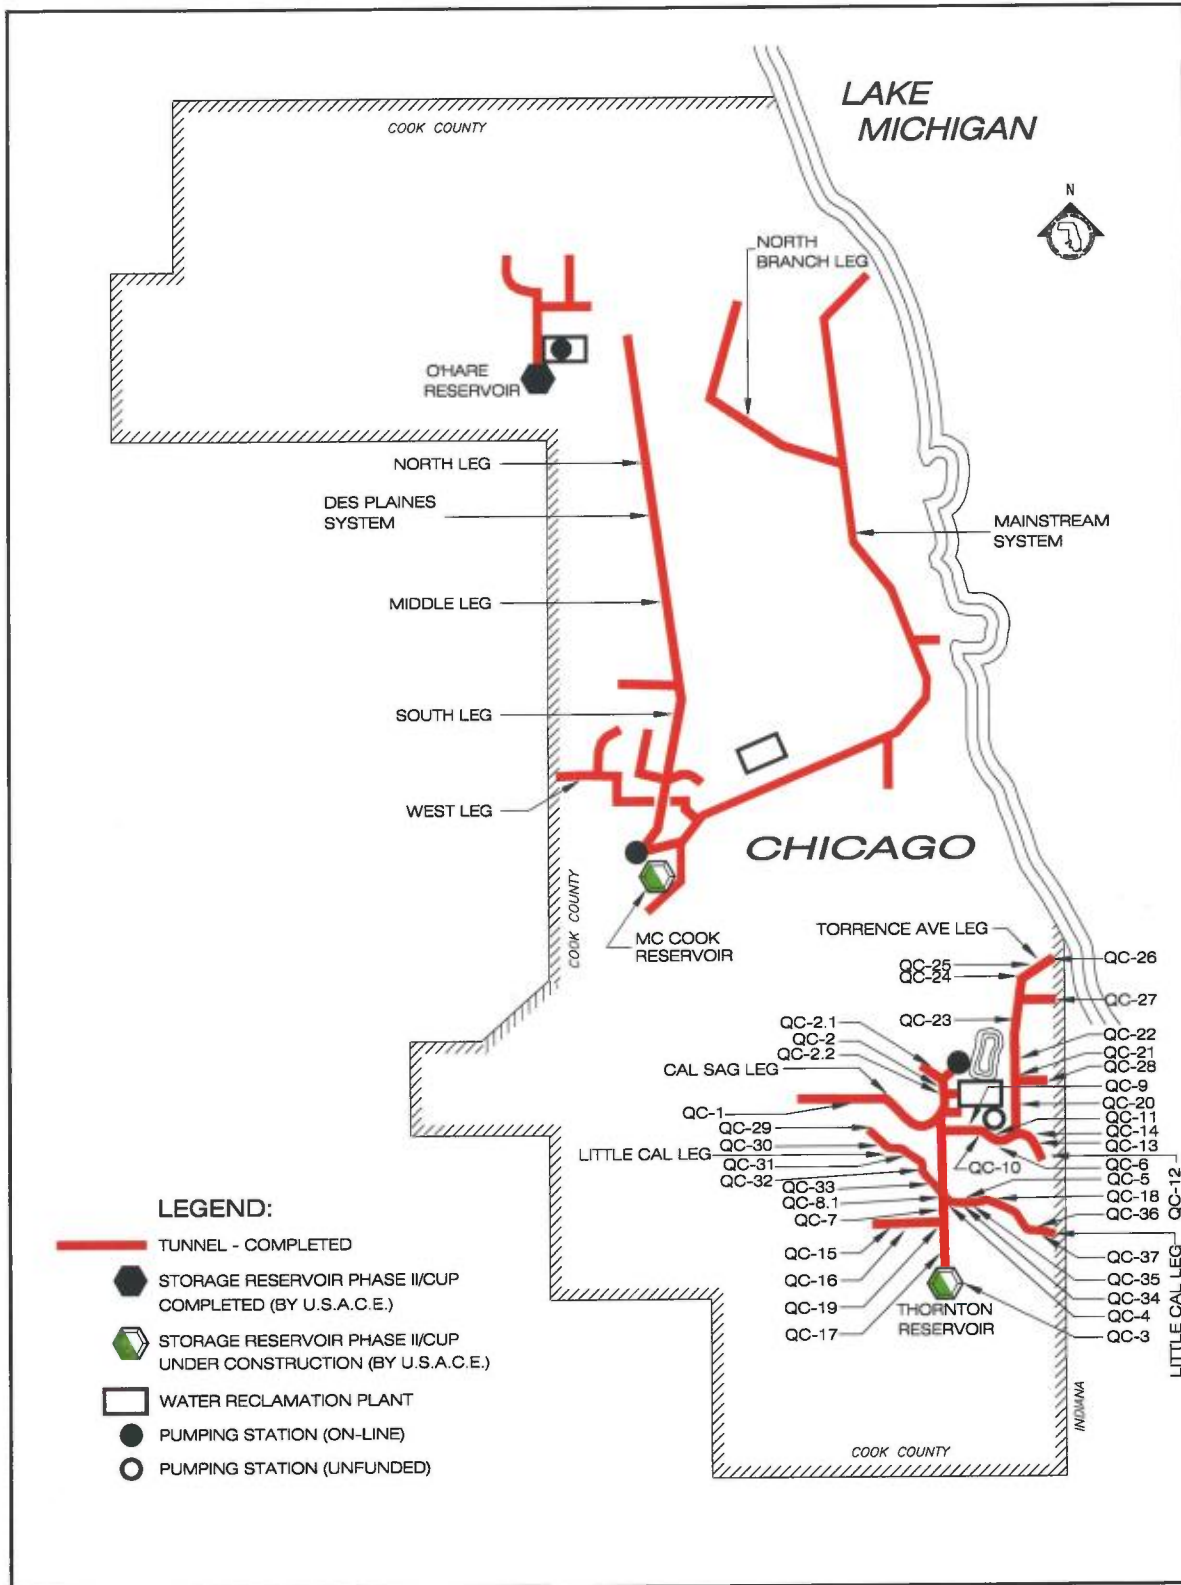 LAKE
MICHIGAN
COOK COUNTY
N
NORTH
BRANCH LEG
O'HARE
RESERVOIR
NORTH LEG
DES PLAINES
SYSTEM
MAINSTREAM
SYSTEM
MIDDLE LEG
SOUTH LEG
WEST LEG
CHICAGO
COOK COUNTY
MC COOK
RESERVOIR
TORRENCE AVE LEG
QC-26
QC-25
QC-24
QC-27
QC-23
QC-2.1
QC-2
QC-2.2
QC-22
QC-21
QC-28
CAL SAG LEG
QC-9
QC-20
QC-1
QC-11
QC-29
QC-14
QC-30
QC-13
LITTLE CAL LEG
QC-31
QC-10
QC-6
QC-32
QC-5
QC-12
QC-33
QC-18
QC-8.1
QC-7
QC-36
QC-15
QC-37
QC-16
QC-35
QC-19
QC-34
QC-4
QC-17
QC-3
LITTLE CAL LEG
THORNTON
RESERVOIR
LEGEND:
TUNNEL - COMPLETED
STORAGE RESERVOIR PHASE II/CUP
COMPLETED (BY U.S.A.C.E.)
STORAGE RESERVOIR PHASE II/CUP
UNDER CONSTRUCTION (BY U.S.A.C.E.)
WATER RECLAMATION PLANT
PUMPING STATION (ON-LINE)
PUMPING STATION (UNFUNDED)
INDIANA
COOK COUNTY